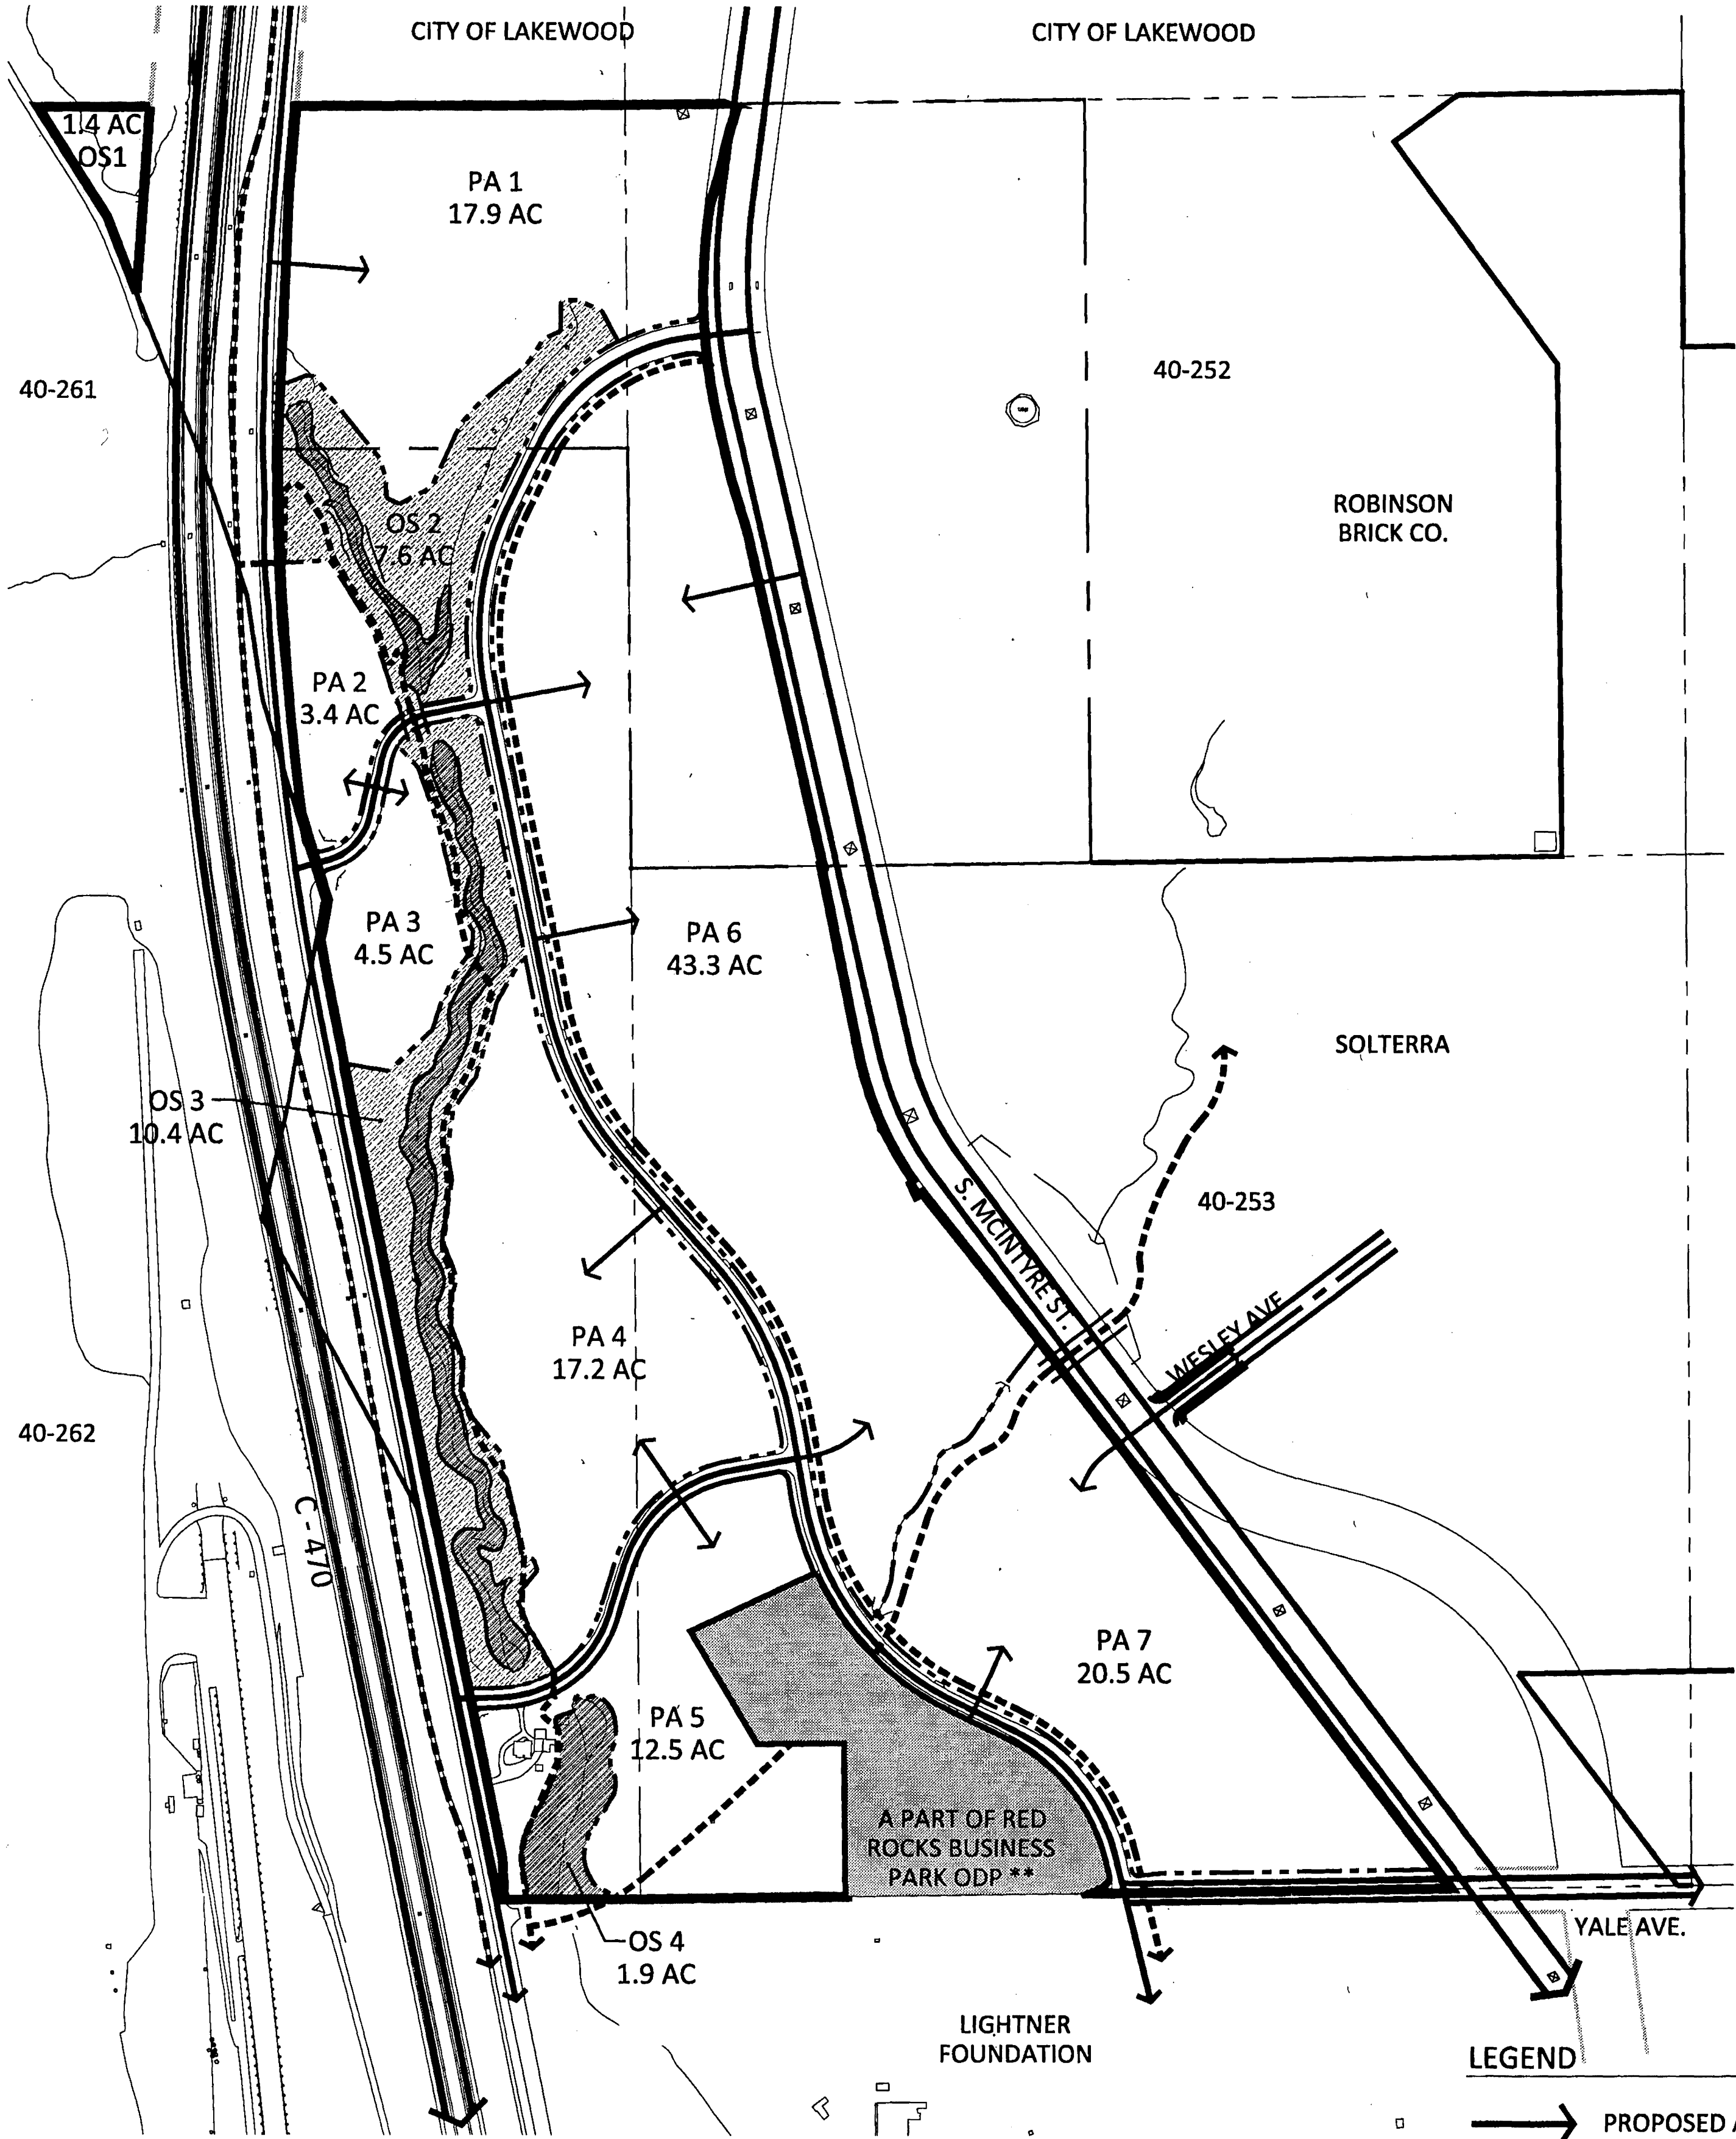 CITY OF LAKEWOOD
CITY OF LAKEWOOD
1.4 AC
OS1
PA 1
17.9 AC
40-261
40-252
OS 2
7.6 AC
ROBINSON
BRICK CO.
PA 2
3.4 AC
PA 3
4.5 AC
PA 6
43.3 AC
SOLTERRA
OS 3
10.4 AC
40-253
S. MCINTYRE ST.
WESLEY AVE
PA 4
17.2 AC
40-262
C - 470
PA 7
20.5 AC
PA 5
12.5 AC
A PART OF RED
ROCKS BUSINESS
PARK ODP **
YALE AVE.
OS 4
1.9 AC
LIGHTNER
FOUNDATION
LEGEND
PROPOSED